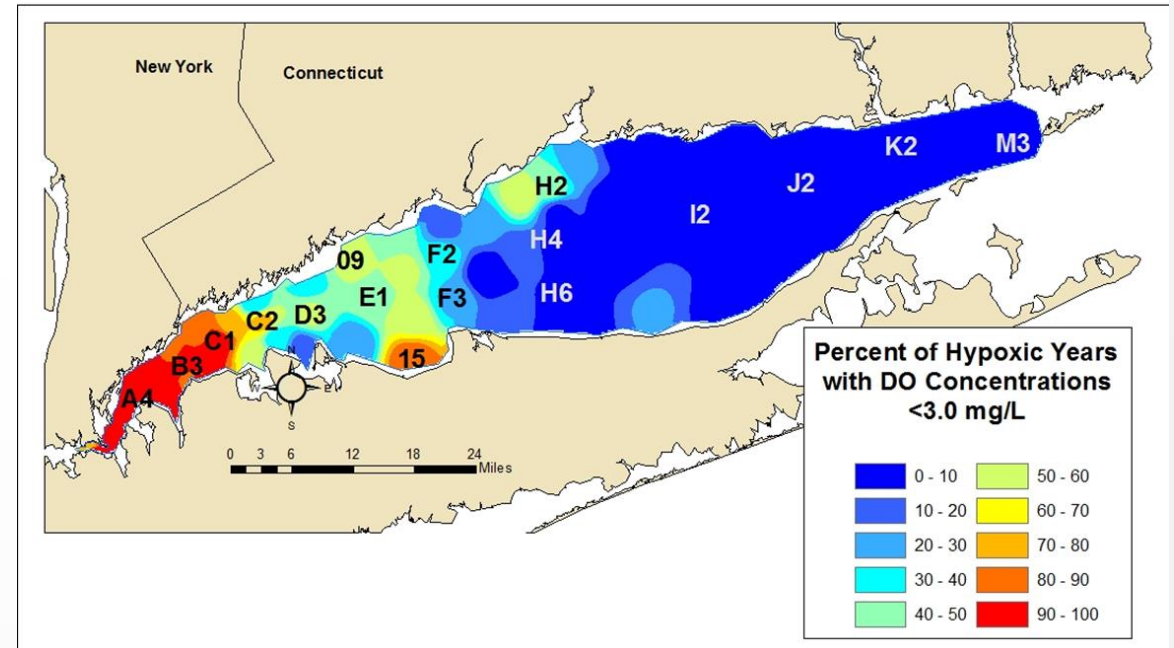 New York
Connecticut
K2
M3
J2
H2
I2
H4
F2
09
H6
F3
E1
D3
C2
C1
B3
15
A4
N
W
E
S
0 3 6 12 18 24
Miles
Percent of Hypoxic Years
with DO Concentrations
<3.0 mg/L
0 - 10
10 - 20
20 - 30
30 - 40
40 - 50
50 - 60
60 - 70
70 - 80
80 - 90
90 - 100